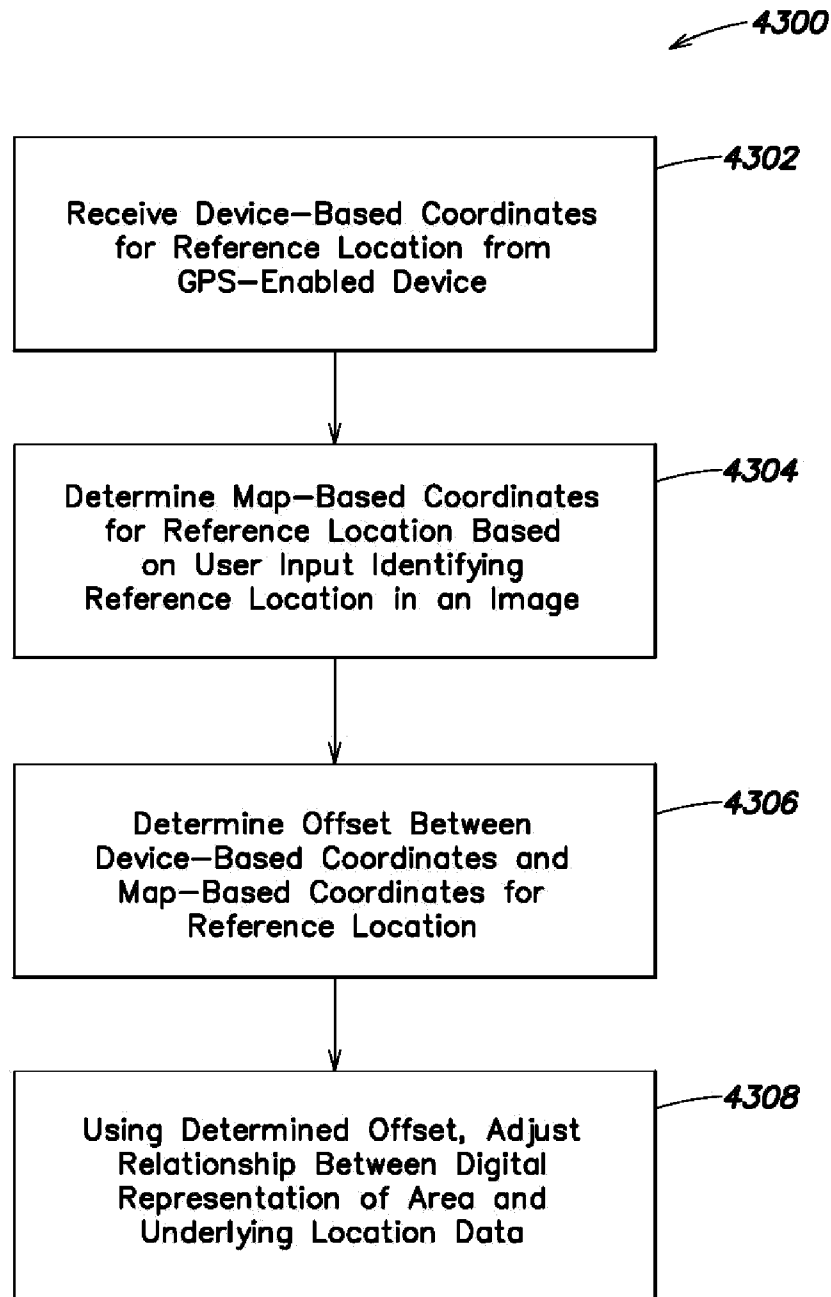 4300
4302
Receive Device-Based Coordinates
for Reference Location from
GPS-Enabled Device
4304
Determine Map-Based Coordinates
for Reference Location Based
on User Input Identifying
Reference Location in an Image
4306
Determine Offset Between
Device-Based Coordinates and
Map-Based Coordinates for
Reference Location
4308
Using Determined Offset, Adjust
Relationship Between Digital
Representation of Area and
Underlying Location Data